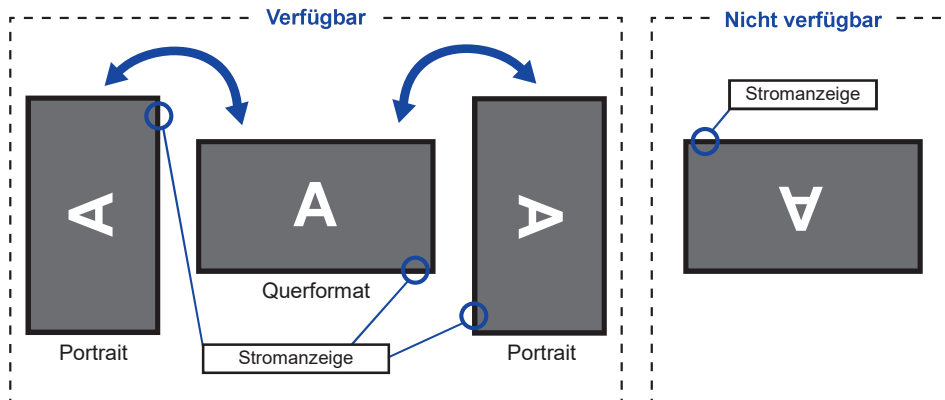 Verfügbar
Nicht verfügbar
Stromanzeige
A
A
A
A
Querformat
Portrait
Stromanzeige
Portrait